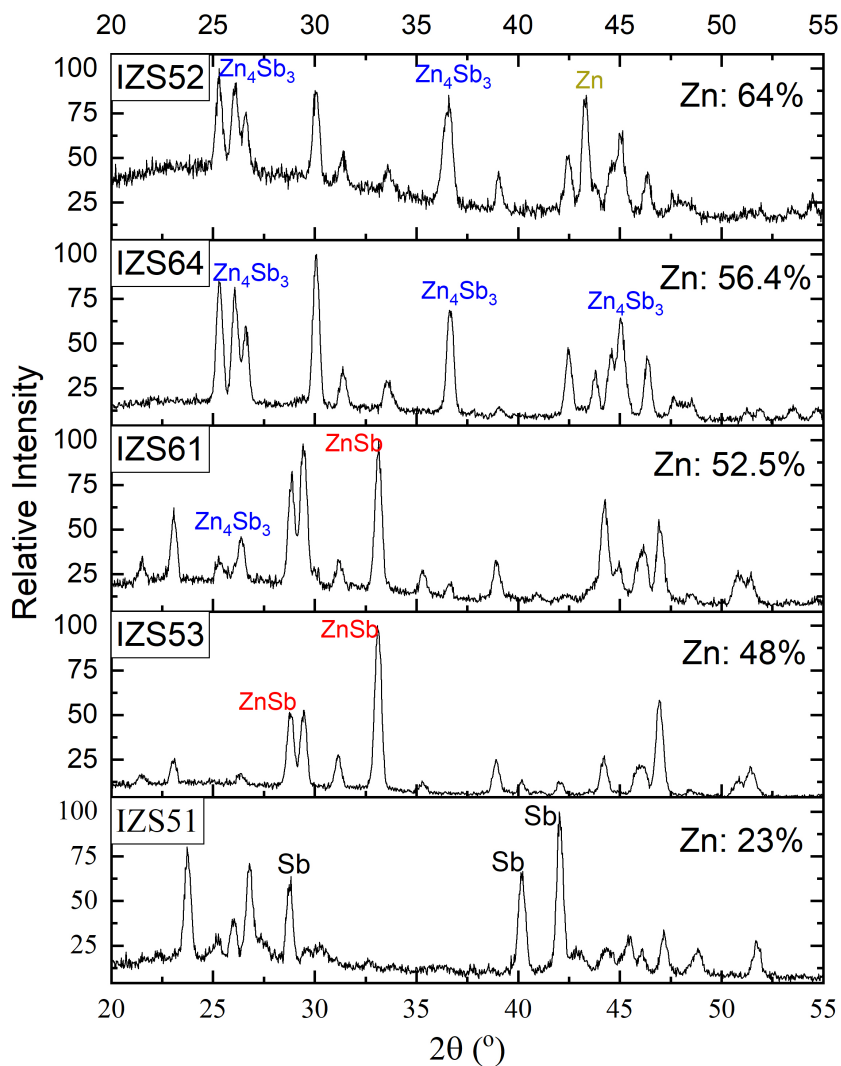 20 25 30 35 40 45 50 55
IZS52
Zn₄Sb₃
Zn₄Sb₃
Zn
Zn: 64%
100
75
50
25
IZS64
Zn₄Sb₃
Zn₄Sb₃
Zn₄Sb₃
Zn: 56.4%
100
75
50
25
IZS61
Zn₄Sb₃
ZnSb
Zn: 52.5%
100
75
50
25
IZS53
ZnSb
ZnSb
Zn: 48%
100
75
50
25
IZS51
Sb
Sb
Sb
Zn: 23%
100
75
50
25
20 25 30 35 40 45 50 55
Relative Intensity
2θ (°)